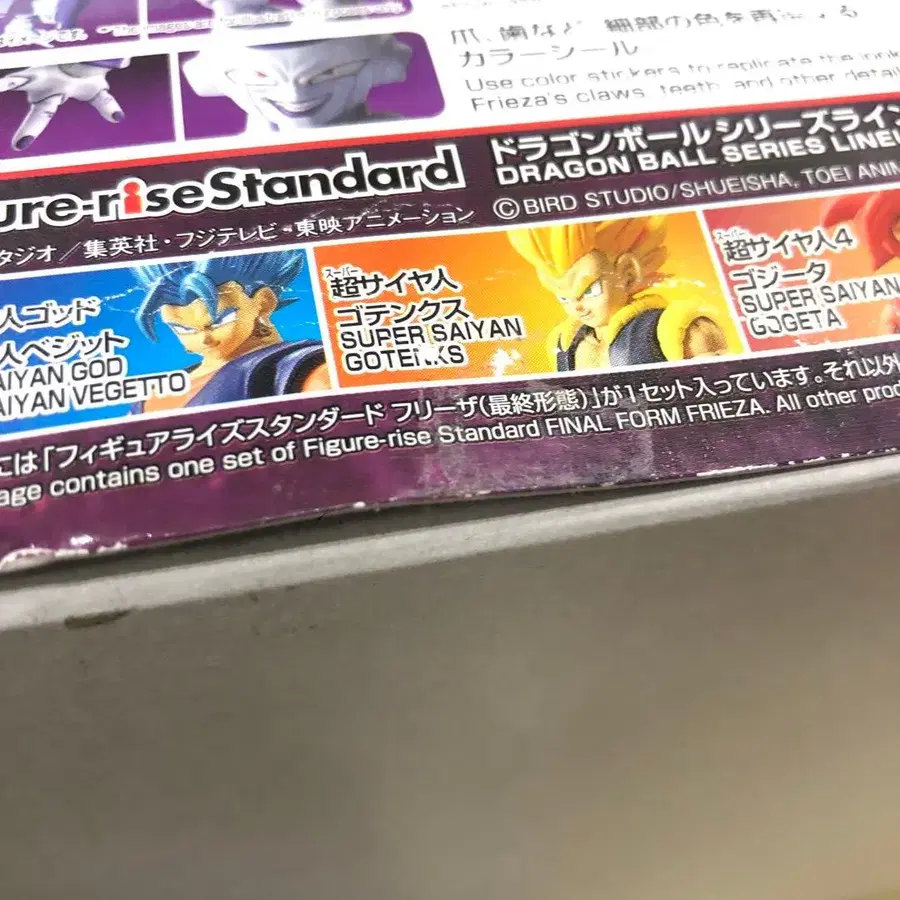 爪、歯など、細部の色を再
カラーシール
Use color stickers to replicate the
Frieza's claws, teeth, and other detail
ure-riseStandard
ドラゴンボールシリーズライン
DRAGON BALL SERIES LINEU
タジオ/集英社・フジテレビ・東映アニメーション
©BIRD STUDIO/SHUEISHA, TOEI ANIM
人ゴッド
人ベジット
AIYAN GOD
AIYAN VEGETTO
スーパー
超サイヤ人
ゴテンクス
SUPER SAIYAN
GOTENKS
スーパー
超サイヤ人4
ゴジータ
SUPER SAIYAN
GOGETA
には「フィギュアライズスタンダード フリーザ(最終形態)」が1セット入っています。それ以外
age contains one set of Figure-rise Standard FINAL FORM FRIEZA. All other prod